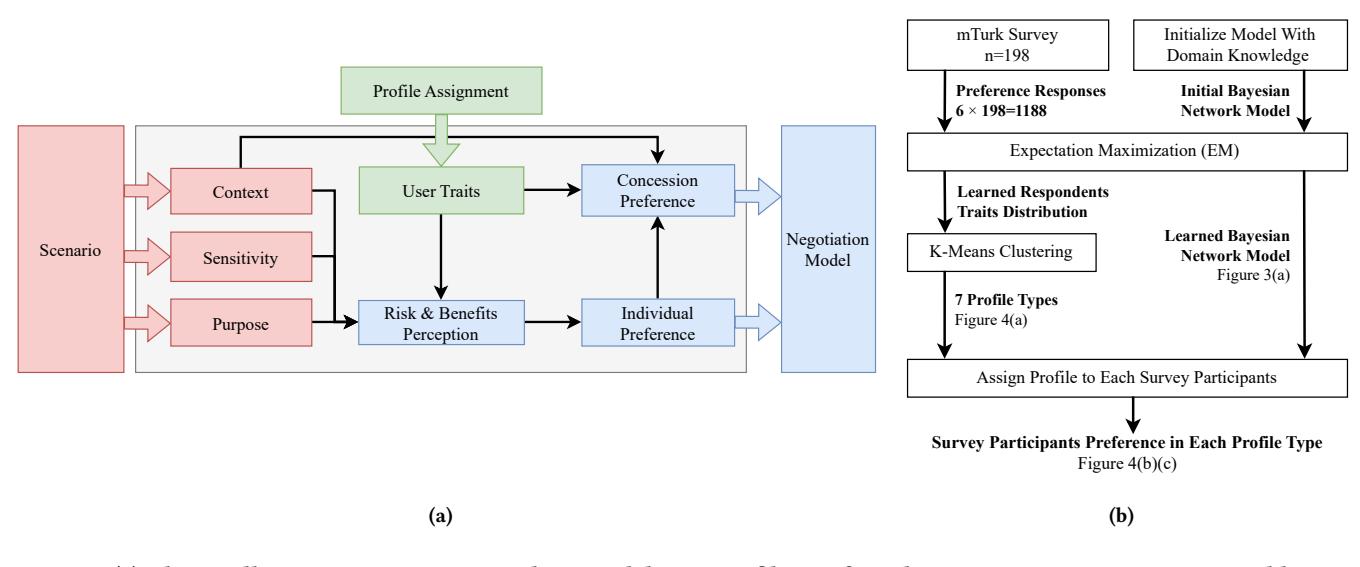 Profile Assignment
Scenario
Context
Sensitivity
Purpose
User Traits
Risk & Benefits
Perception
Concession
Preference
Individual
Preference
Negotiation
Model
(a)
mTurk Survey
n=198
Initialize Model With
Domain Knowledge
Preference Responses
6 × 198=1188
Initial Bayesian
Network Model
Expectation Maximization (EM)
Learned Respondents
Traits Distribution
K-Means Clustering
Learned Bayesian
Network Model
Figure 3(a)
7 Profile Types
Figure 4(a)
Assign Profile to Each Survey Participants
Survey Participants Preference in Each Profile Type
Figure 4(b)(c)
(b)